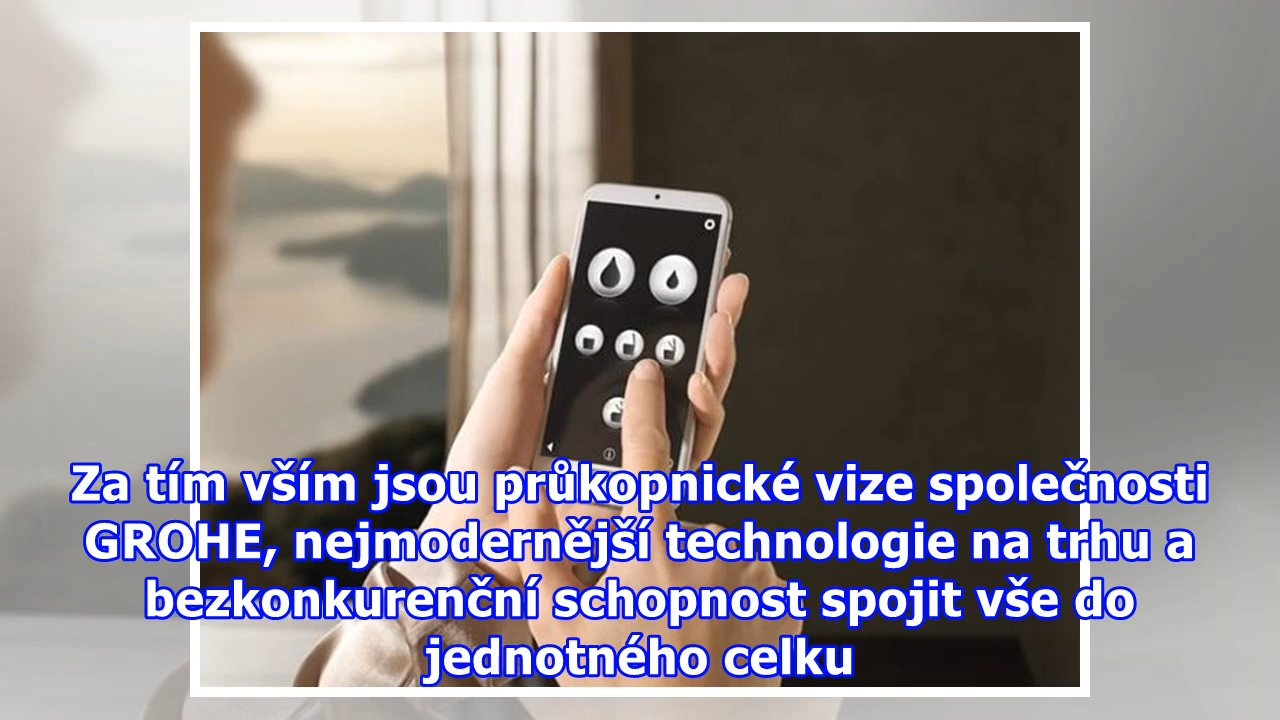 Za tím vším jsou průkopnické vize společnosti
GROHE, nejmodernější technologie na trhu a
bezkonkurenční schopnost spojit vše do
jednotného celku